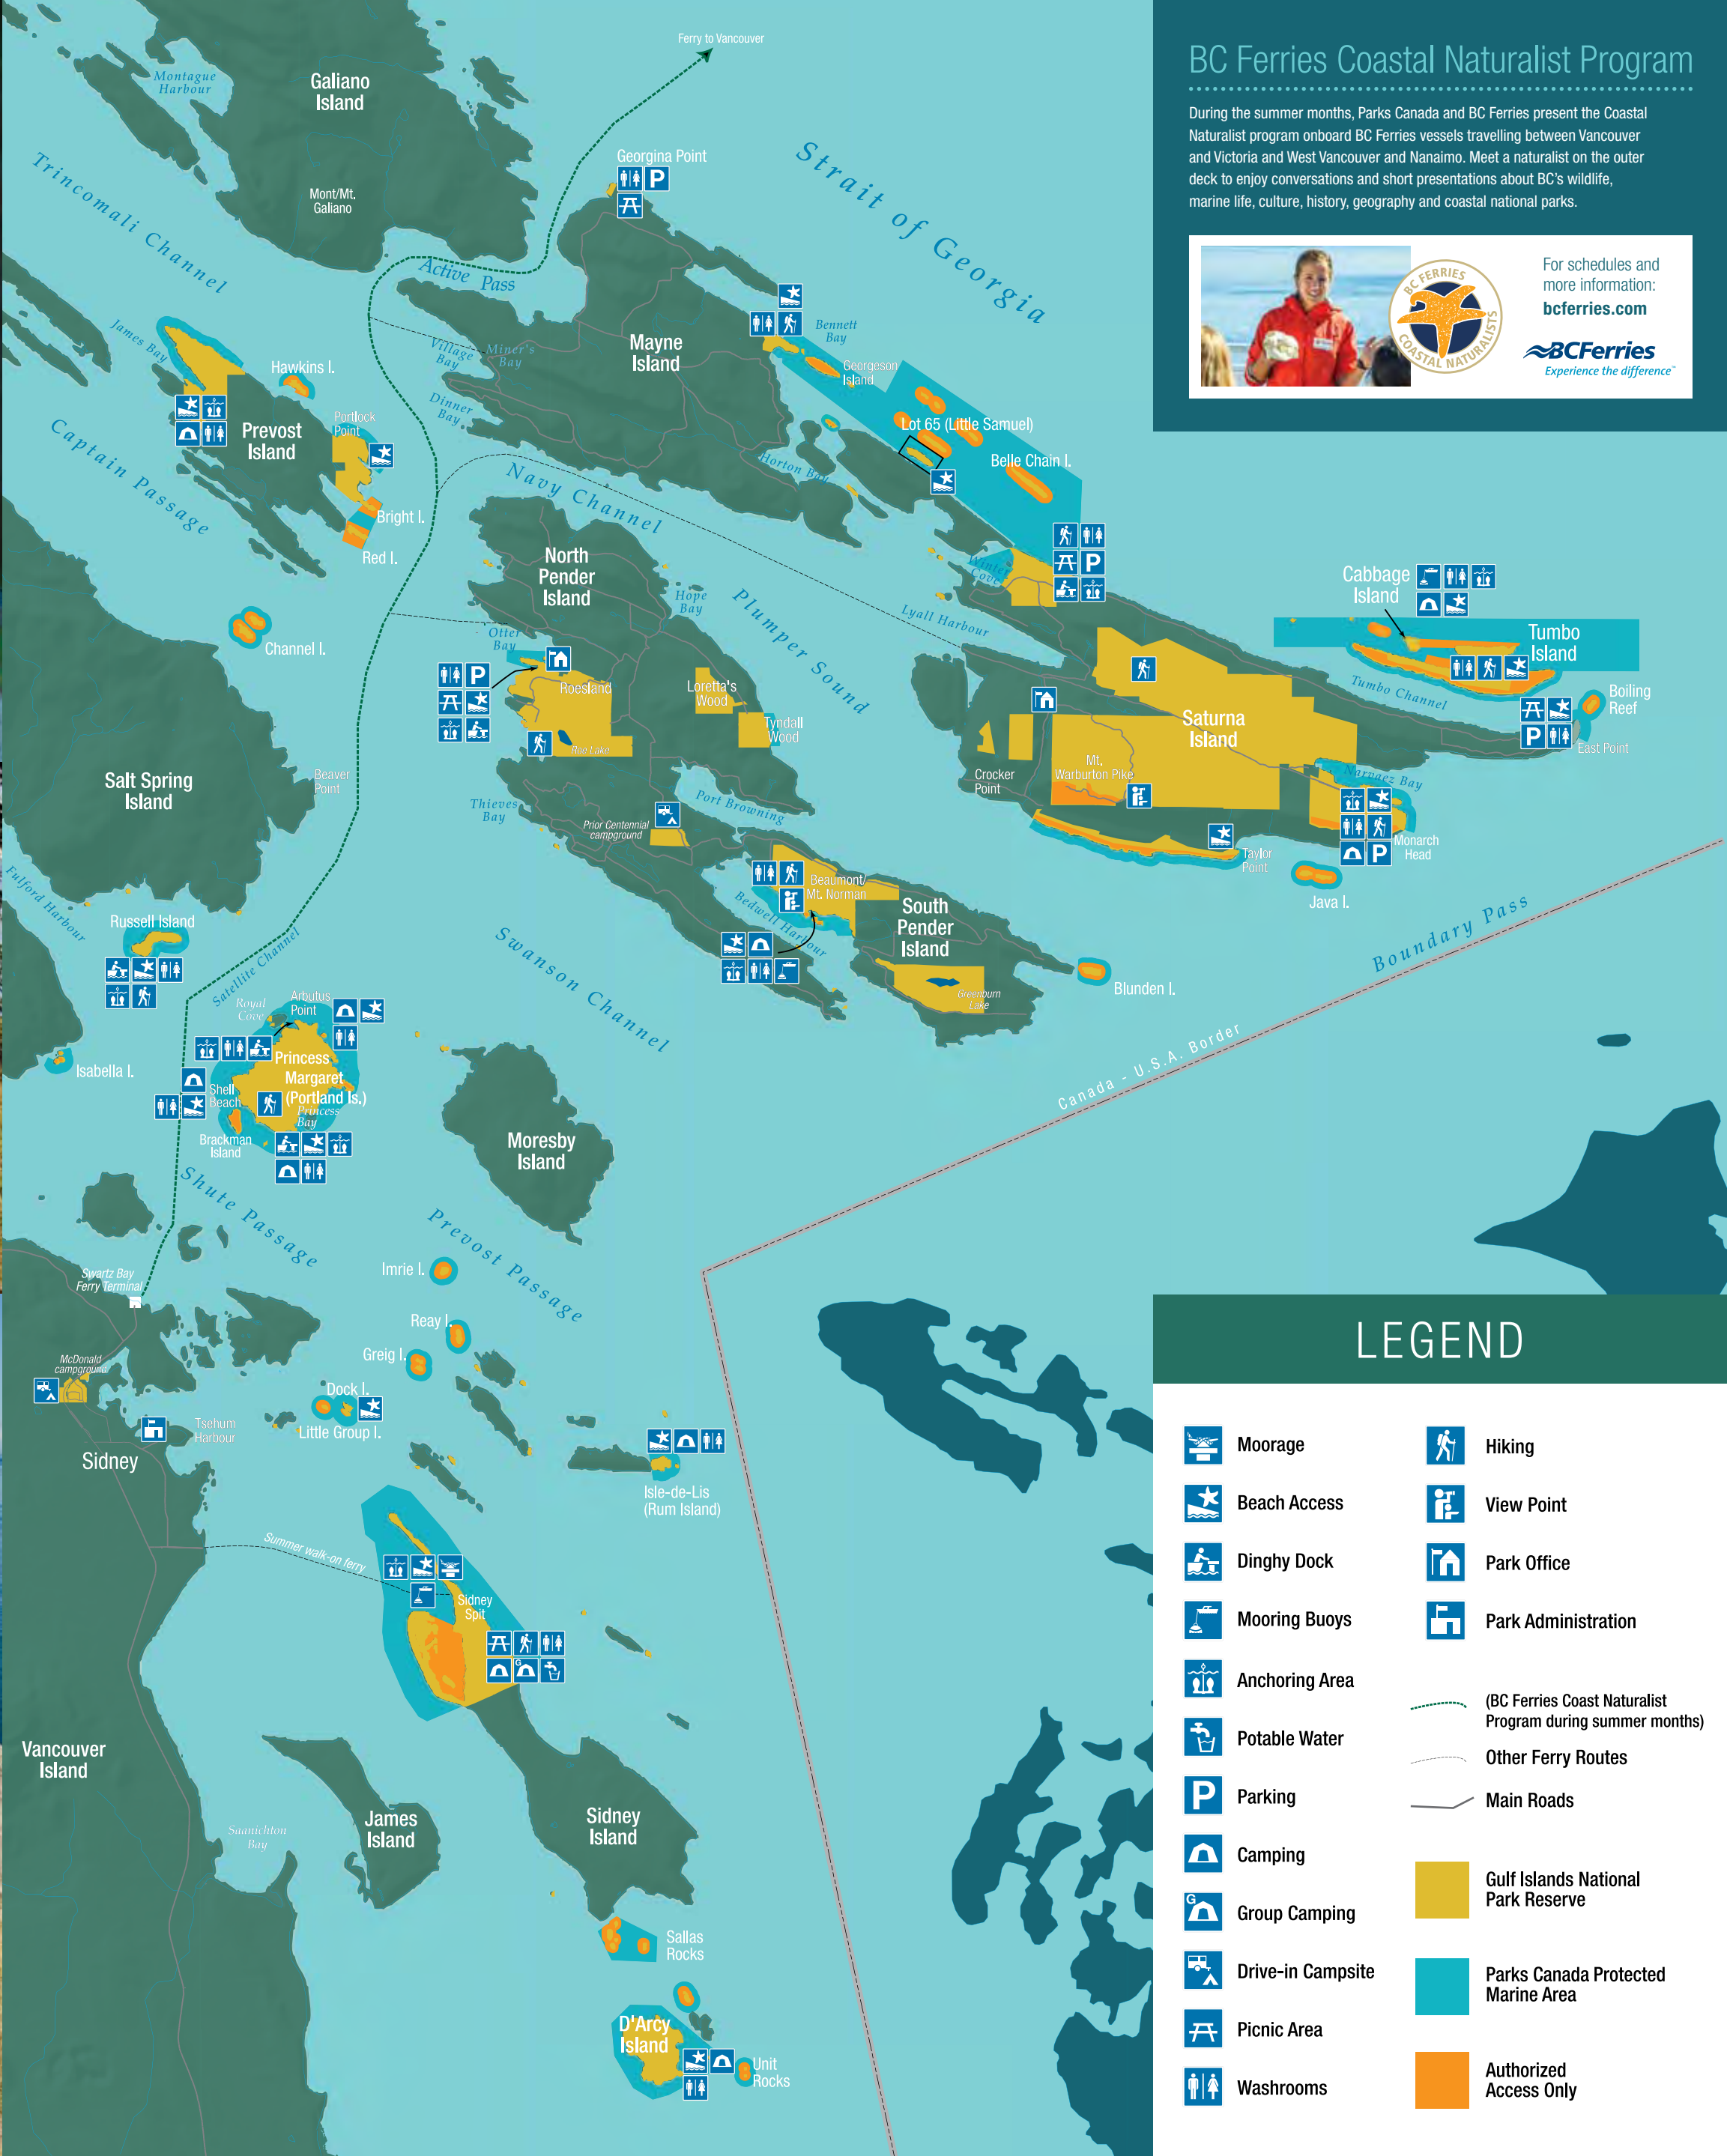 Ferry to Vancouver
Montague
Harbour
Galiano
Island
Trincomali Channel
Mont/Mt.
Galiano
Georgina Point
P
Strait of Georgia
Active Pass
James Bay
Hawkins I.
Village
Bay
Miner's
Bay
Mayne
Island
Bennett
Bay
Georgeson
Island
Dinner
Bay
Portlock
Point
Prevost
Island
Captain Passage
Lot 65 (Little Samuel)
Belle Chain I.
Horton Bay
Navy Channel
Bright I.
Red I.
North
Pender
Island
Winter
Cove
P
Hope
Bay
Plumper Sound
Lyall Harbour
Cabbage
Island
Tumbo
Island
Tumbo Channel
Boiling
Reef
P
East Point
Channel I.
Otter
Bay
P
Roesland
Roe Lake
Loretta's
Wood
Tyndall
Wood
Saturna
Island
Mt.
Warburton Pike
Crocker
Point
Narvaez Bay
P
Monarch
Head
Taylor
Point
Java I.
Salt Spring
Island
Beaver
Point
Thieves
Bay
Port Browning
Prior Centennial
campground
Beaumont/
Mt. Norman
Bedwell Harbour
South
Pender
Island
Greenburn
Lake
Blunden I.
Boundary Pass
Canada - U.S.A. Border
Fulford Harbour
Russell Island
Satellite Channel
Swanson Channel
Royal
Cove
Arbutus
Point
Isabella I.
Princess
Margaret
(Portland Is.)
Shell
Beach
Princess
Bay
Brackman
Island
Moresby
Island
Shute Passage
Prevost Passage
Swartz Bay
Ferry Terminal
Imrie I.
Reay I.
Greig I.
McDonald
campground
Dock I.
Little Group I.
Tsehum
Harbour
Sidney
Isle-de-Lis
(Rum Island)
Summer walk-on ferry
Sidney
Spit
G
Vancouver
Island
Saanichton
Bay
James
Island
Sidney
Island
Sallas
Rocks
D'Arcy
Island
Unit
Rocks
BC Ferries Coastal Naturalist Program
During the summer months, Parks Canada and BC Ferries present the Coastal
Naturalist program onboard BC Ferries vessels travelling between Vancouver
and Victoria and West Vancouver and Nanaimo. Meet a naturalist on the outer
deck to enjoy conversations and short presentations about BC's wildlife,
marine life, culture, history, geography and coastal national parks.
BC FERRIES
COASTAL NATURALISTS
For schedules and
more information:
bcferries.com
BCFerries
Experience the difference™
LEGEND
Moorage
Beach Access
Dinghy Dock
Mooring Buoys
Anchoring Area
Potable Water
P Parking
Camping
G Group Camping
Drive-in Campsite
Picnic Area
Washrooms
Hiking
View Point
Park Office
Park Administration
(BC Ferries Coast Naturalist
Program during summer months)
Other Ferry Routes
Main Roads
Gulf Islands National
Park Reserve
Parks Canada Protected
Marine Area
Authorized
Access Only